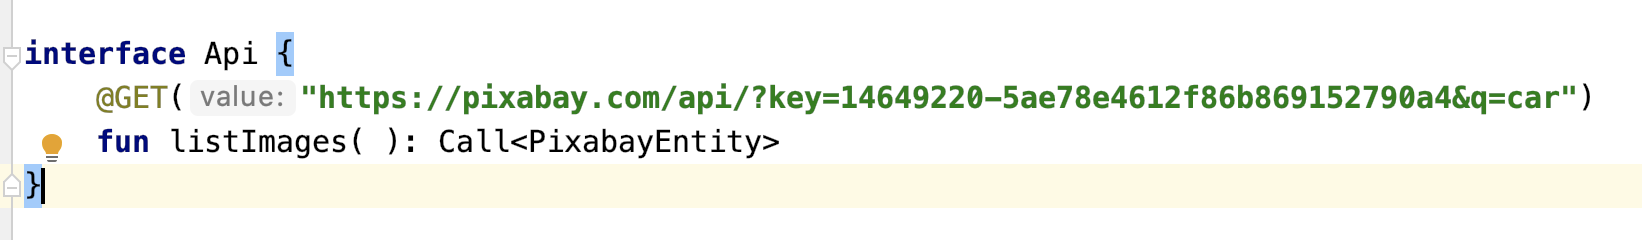 interface Api {
@GET( value: "https://pixabay.com/api/?key=14649220-5ae78e4612f86b869152790a4&q=car")
fun listImages( ): Call<PixabayEntity>
}